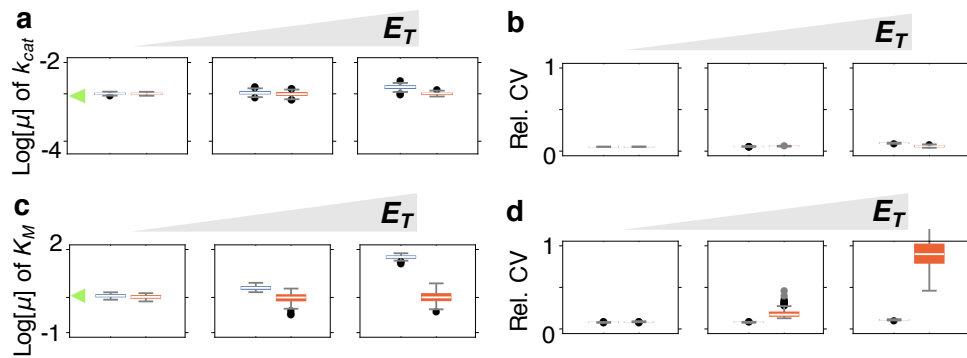 a
E_T
Log[μ] of k_cat
-2
-4
b
E_T
Rel. CV
1
0
c
E_T
Log[μ] of K_M
2
-1
d
E_T
Rel. CV
1
0